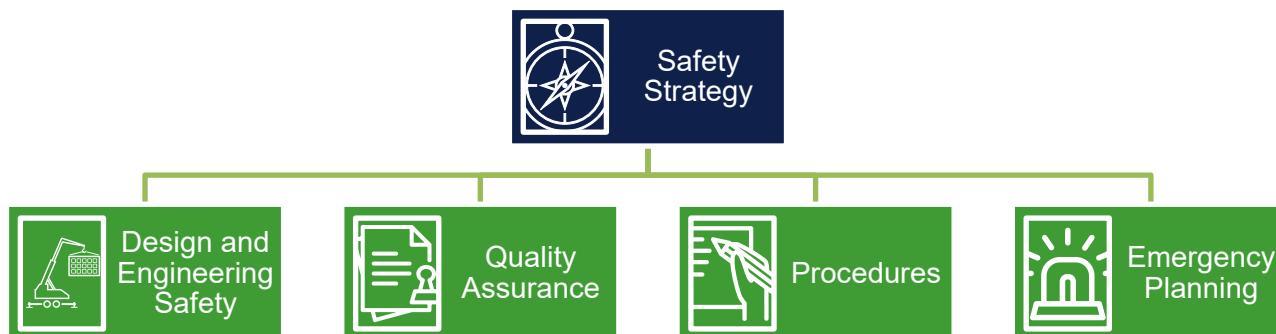 Safety
Strategy
Design and
Engineering
Safety
Quality
Assurance
Procedures
Emergency
Planning